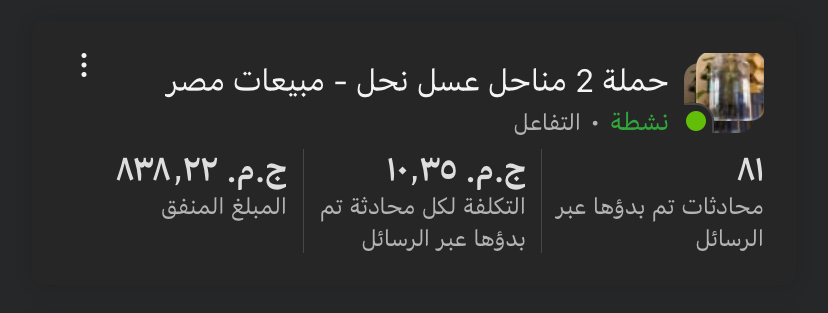 حملة 2 مناحل عسل نحل - مبيعات مصر
نشطة • التفاعل
٨١
محادثات تم بدؤها عبر
الرسائل
ج.م. ١٠,٣٥
التكلفة لكل محادثة تم
بدؤها عبر الرسائل
ج.م. ٨٣٨,٢٢
المبلغ المنفق